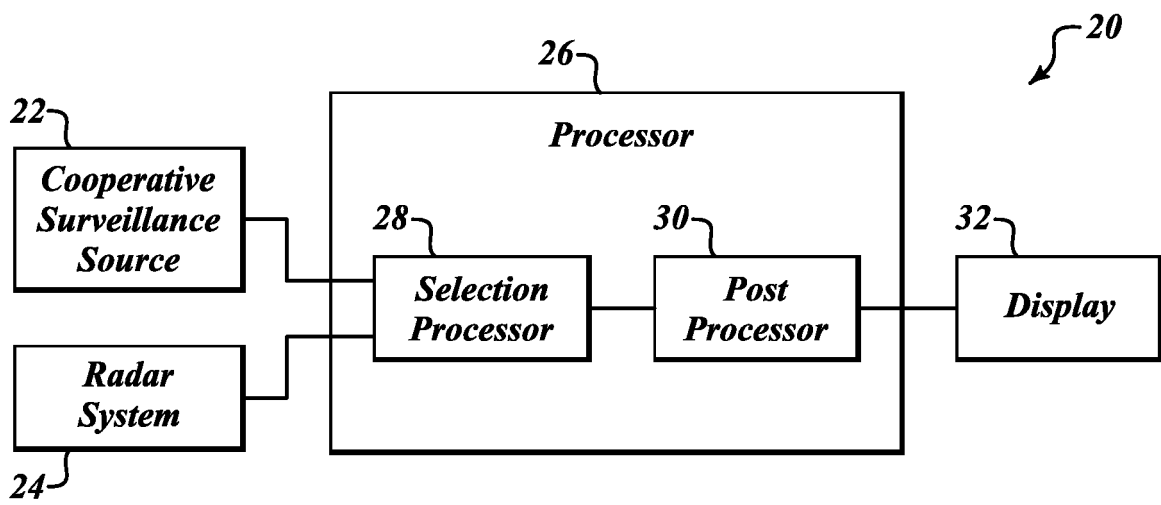 20
26
Processor
22
Cooperative
Surveillance
Source
28
Selection
Processor
30
Post
Processor
32
Display
Radar
System
24